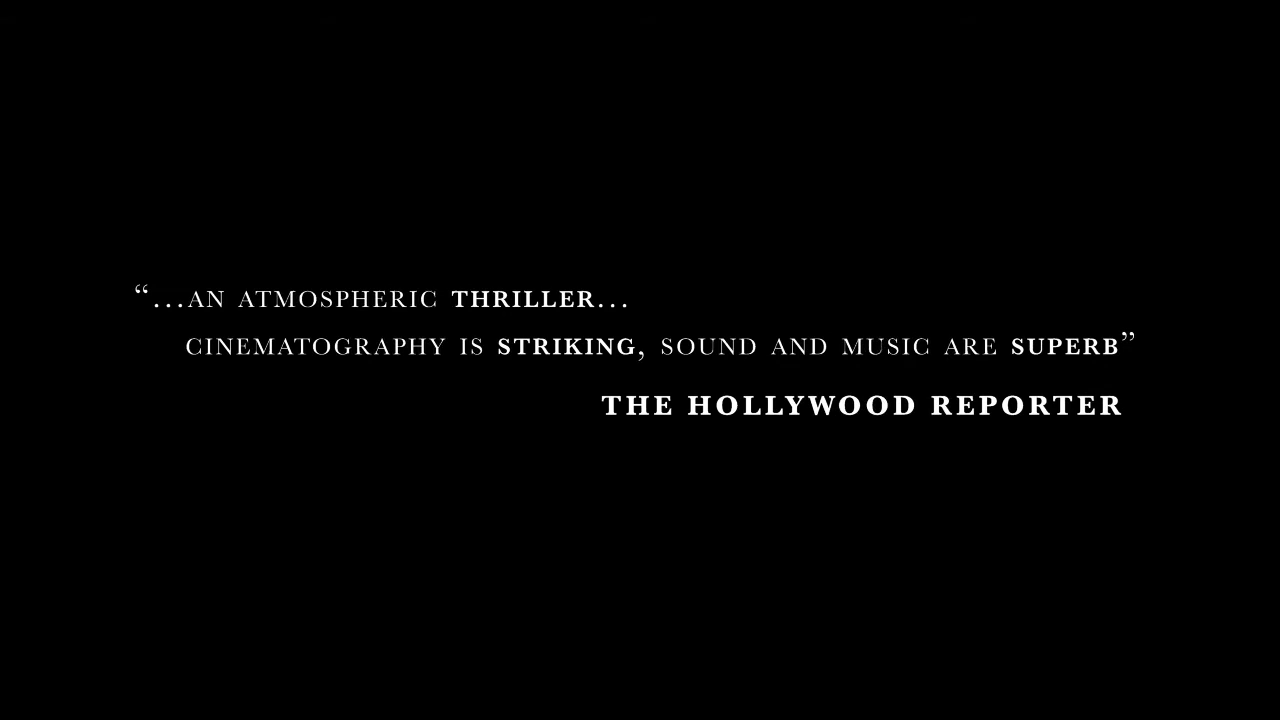 “...AN ATMOSPHERIC THRILLER...
CINEMATOGRAPHY IS STRIKING, SOUND AND MUSIC ARE SUPERB”
THE HOLLYWOOD REPORTER